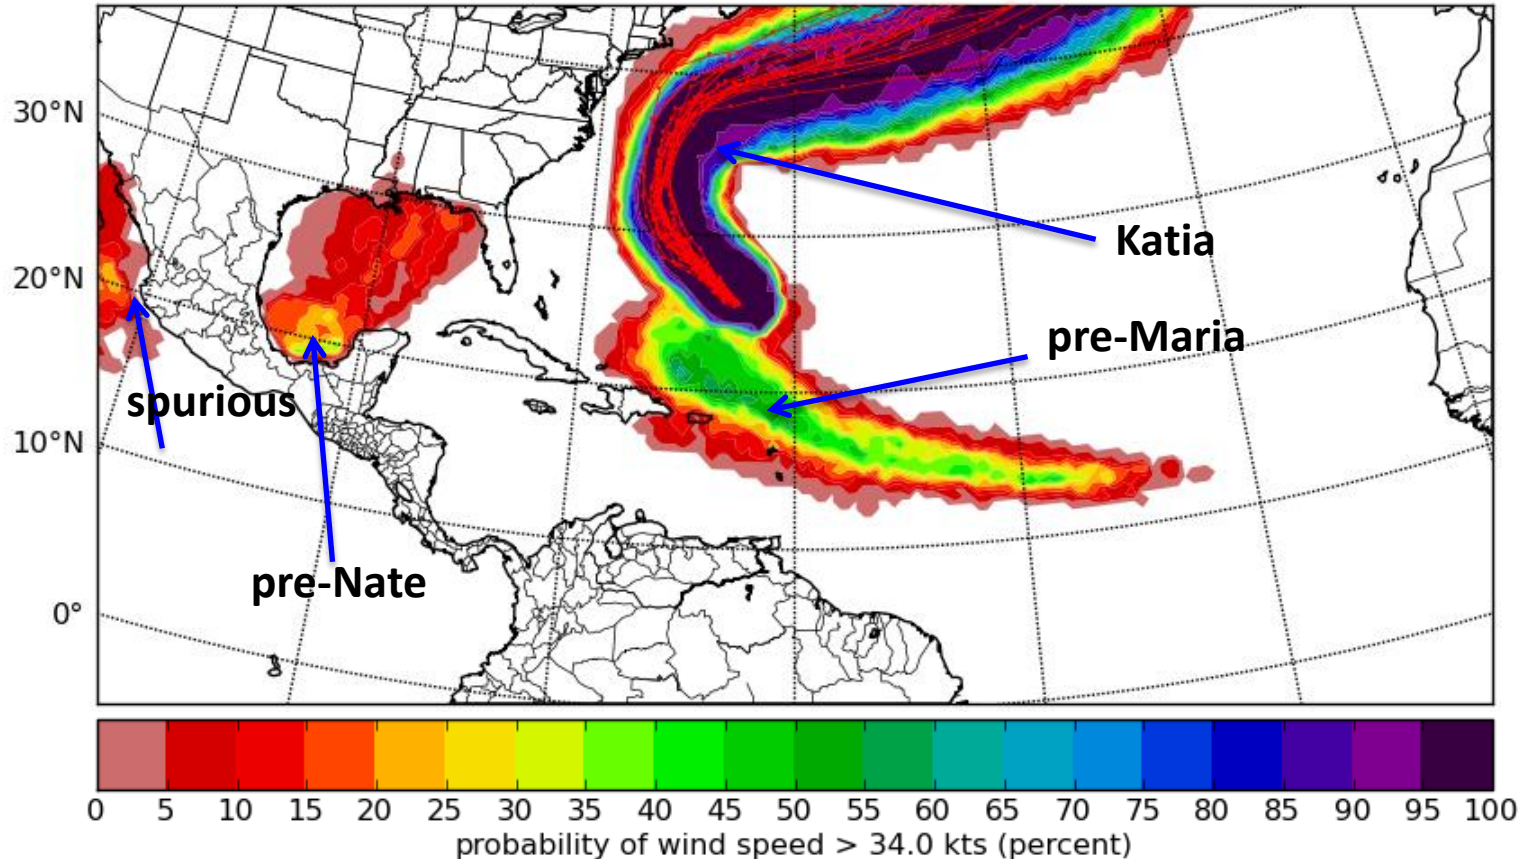 30°N
Katia
20°N
pre-Maria
spurious
10°N
pre-Nate
0°
0 5 10 15 20 25 30 35 40 45 50 55 60 65 70 75 80 85 90 95 100
probability of wind speed > 34.0 kts (percent)